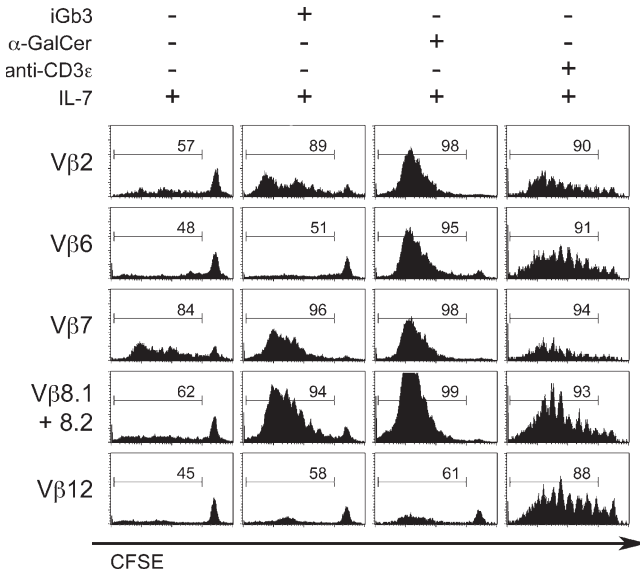 iGb3 - + - -
α-GalCer - - + -
anti-CD3ε - - - +
IL-7 + + + +
Vβ2 57 89 98 90
Vβ6 48 51 95 91
Vβ7 84 96 98 94
Vβ8.1
+ 8.2 62 94 99 93
Vβ12 45 58 61 88
CFSE